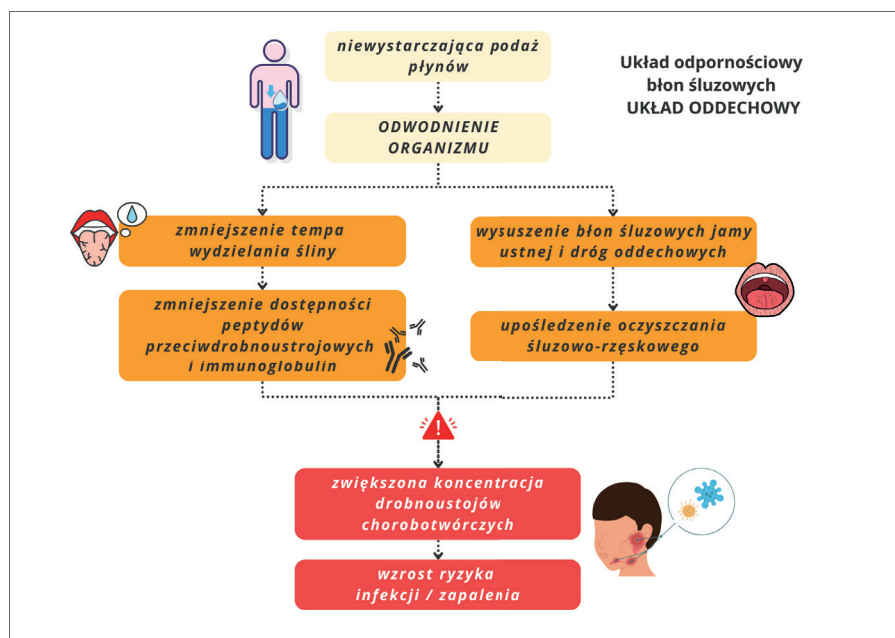 niewystarczająca podaż
płynów
Układ odpornościowy
błon śluzowych
UKŁAD ODDECHOWY
ODWODNIENIE
ORGANIZMU
zmniejszenie tempa
wydzielania śliny
wysuszenie błon śluzowych jamy
ustnej i dróg oddechowych
zmniejszenie dostępności
peptydów
przeciwdrobnoustrojowych
i immunoglobulin
upośledzenie oczyszczania
śluzowo-rzęskowego
zwiększona koncentracja
drobnoustojów
chorobotwórczych
wzrost ryzyka
infekcji / zapalenia